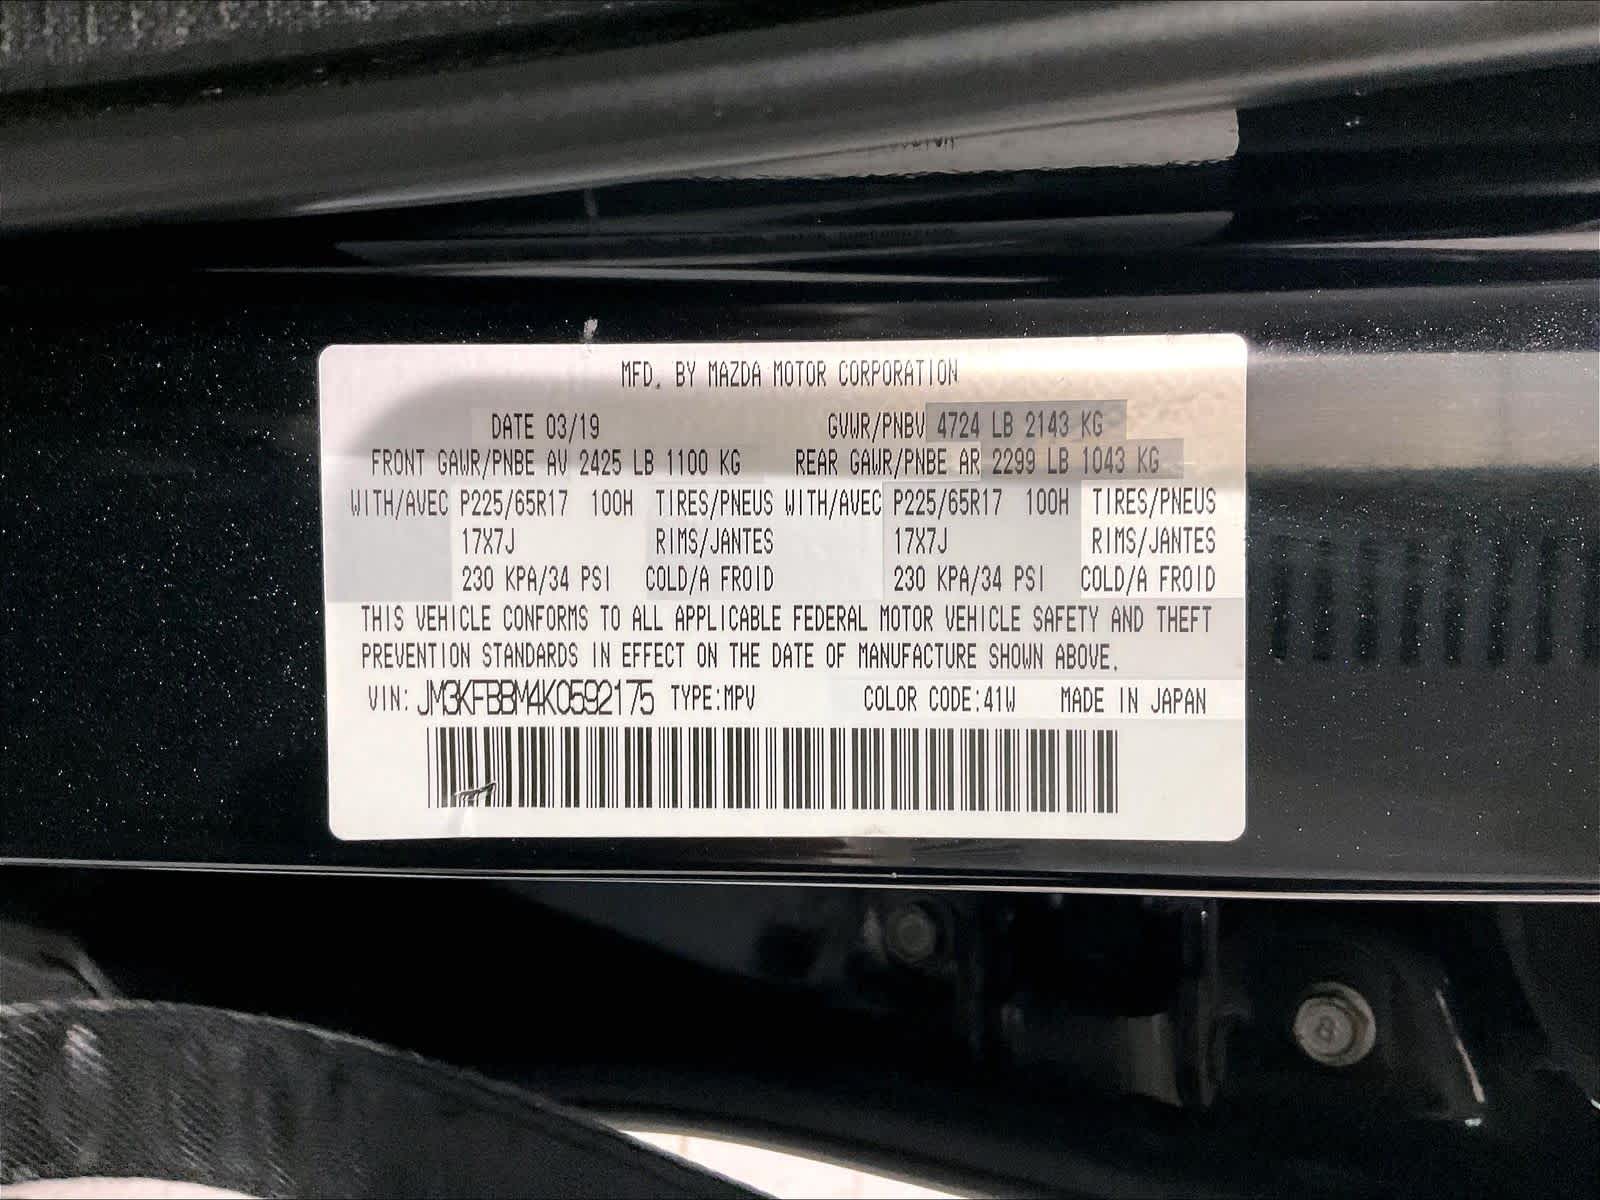 MFD. BY MAZDA MOTOR CORPORATION
DATE 03/19 GVWR/PNBV 4724 LB 2143 KG
FRONT GAWR/PNBE AV 2425 LB 1100 KG REAR GAWR/PNBE AR 2299 LB 1043 KG
WITH/AVEC P225/65R17 100H TIRES/PNEUS WITH/AVEC P225/65R17 100H TIRES/PNEUS
17X7J RIMS/JANTES 17X7J RIMS/JANTES
230 KPA/34 PSI COLD/A FROID 230 KPA/34 PSI COLD/A FROID
THIS VEHICLE CONFORMS TO ALL APPLICABLE FEDERAL MOTOR VEHICLE SAFETY AND THEFT
PREVENTION STANDARDS IN EFFECT ON THE DATE OF MANUFACTURE SHOWN ABOVE.
VIN: JM3KFBBM4K0592175 TYPE:MPV COLOR CODE:41W MADE IN JAPAN
8